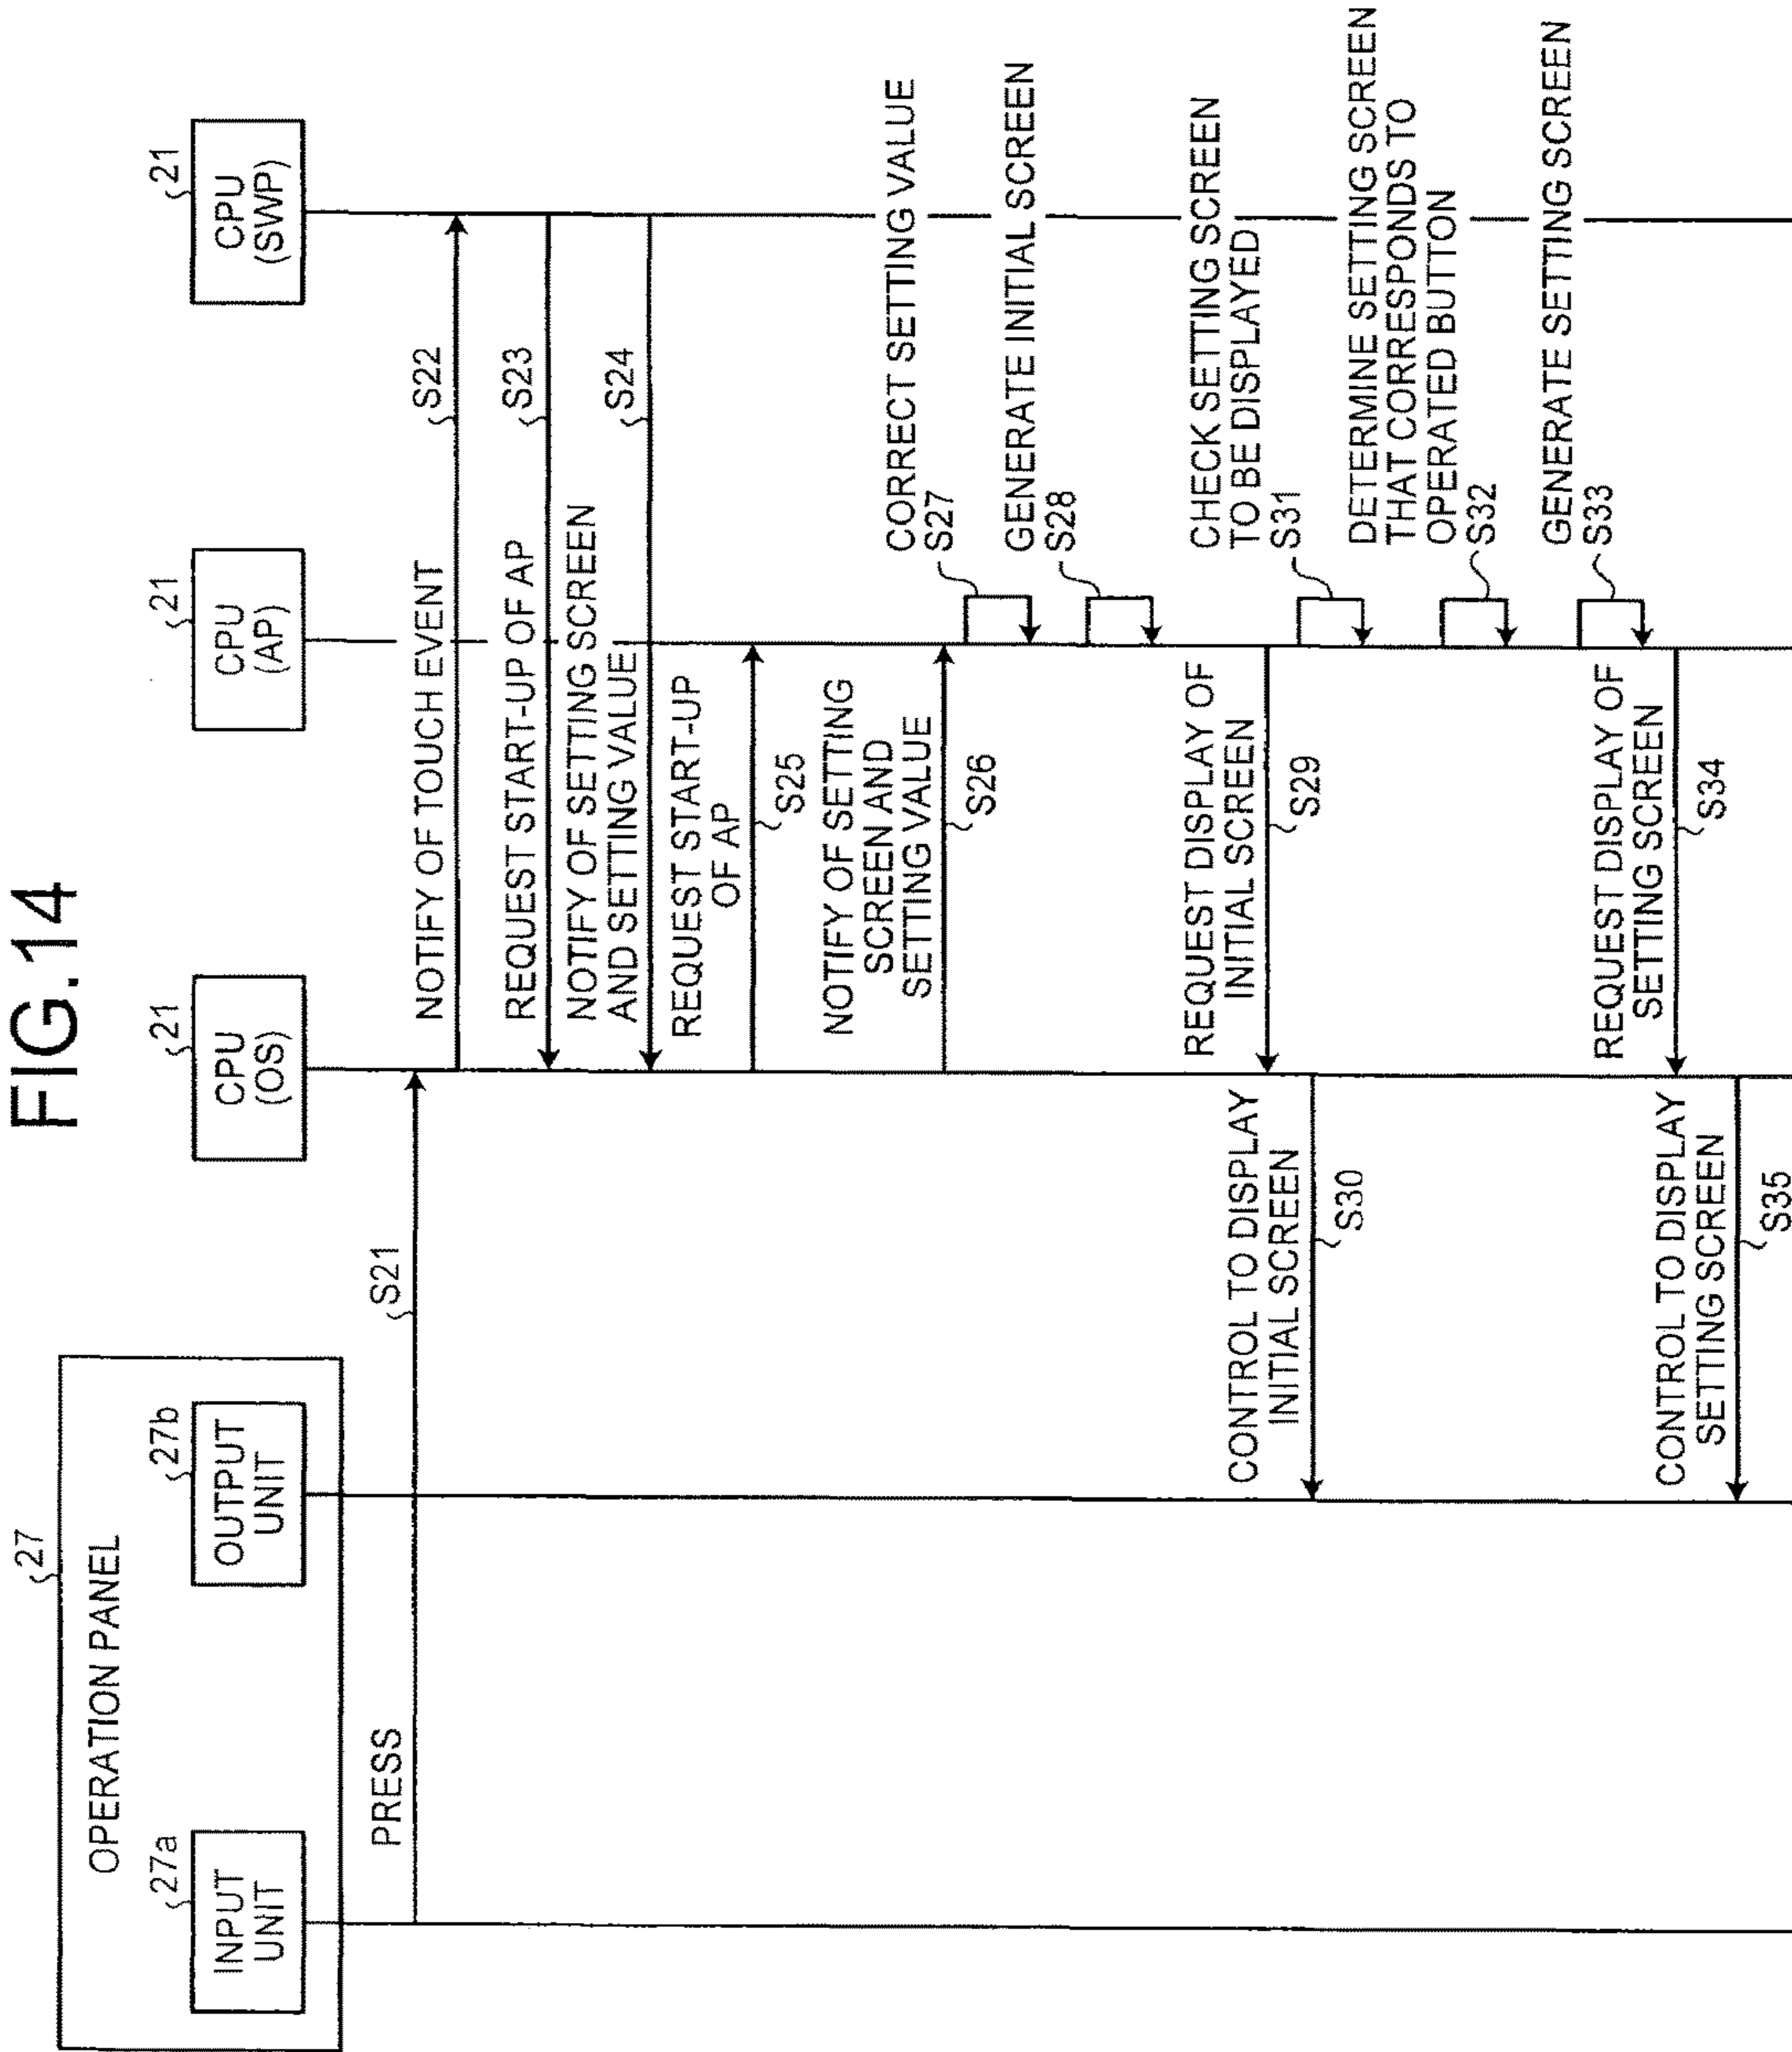 FIG.14
27
OPERATION PANEL
27a
INPUT
UNIT
27b
OUTPUT
UNIT
21
CPU
(OS)
21
CPU
(AP)
21
CPU
(SWP)
PRESS
S21
NOTIFY OF TOUCH EVENT
S22
REQUEST START-UP OF AP
S23
NOTIFY OF SETTING SCREEN
AND SETTING VALUE
S24
REQUEST START-UP
OF AP
S25
NOTIFY OF SETTING
SCREEN AND
SETTING VALUE
S26
CORRECT SETTING VALUE
S27
GENERATE INITIAL SCREEN
S28
REQUEST DISPLAY OF
INITIAL SCREEN
S29
CONTROL TO DISPLAY
INITIAL SCREEN
S30
CHECK SETTING SCREEN
TO BE DISPLAYED
S31
DETERMINE SETTING SCREEN
THAT CORRESPONDS TO
OPERATED BUTTON
S32
GENERATE SETTING SCREEN
S33
REQUEST DISPLAY OF
SETTING SCREEN
S34
CONTROL TO DISPLAY
SETTING SCREEN
S35